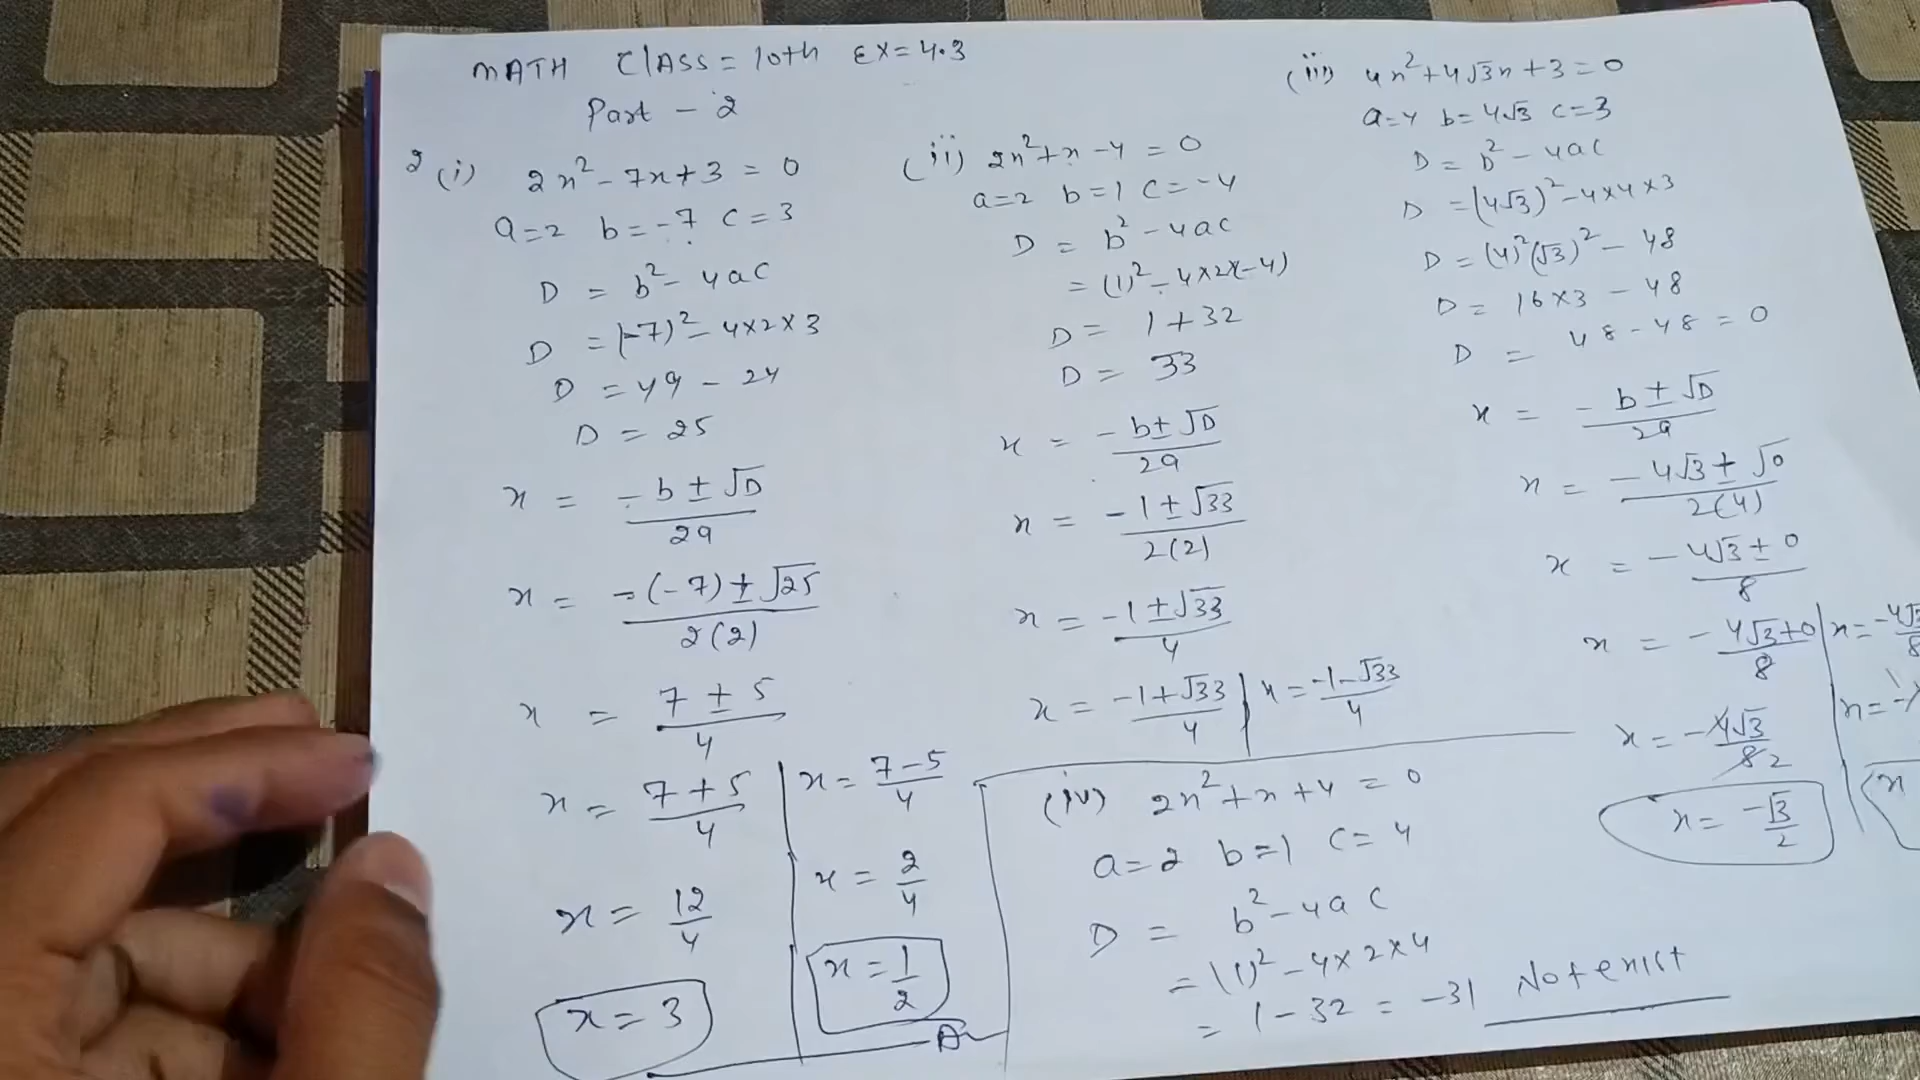 MATH CLASS = 10th EX = 4.3
Part - 2
2 (i) 2x² - 7x + 3 = 0
a=2 b=-7 c=3
D = b² - 4ac
D = (-7)² - 4×2×3
D = 49 - 24
D = 25
x = -b ± √D / 2a
x = -(-7) ± √25 / 2(2)
x = 7 ± 5 / 4
x = 7 + 5 / 4 | x = 7 - 5 / 4
x = 12 / 4 | x = 2 / 4
x = 3 | x = 1 / 2
(ii) 2x² + x - 4 = 0
a=2 b=1 c=-4
D = b² - 4ac
= (1)² - 4×2×-4)
D = 1 + 32
D = 33
x = -b ± √D / 2a
x = -1 ± √33 / 2(2)
x = -1 ± √33 / 4
x = -1 + √33 / 4 | x = -1 - √33 / 4
(iii) 4x² + 4√3x + 3 = 0
a=4 b=4√3 c=3
D = b² - 4ac
D = (4√3)² - 4×4×3
D = (4)²(√3)² - 48
D = 16×3 - 48
D = 48 - 48 = 0
x = -b ± √D / 2a
x = -4√3 ± √0 / 2(4)
x = -4√3 ± 0 / 8
x = -4√3 + 0 / 8 | x = -4√3 / 8
x = -4√3 / 8 2 | x = -
x = -√3 / 2 | x
(iv) 2x² + x + 4 = 0
a=2 b=1 c=4
D = b² - 4ac
= (1)² - 4×2×4
= 1 - 32 = -31 Not exist